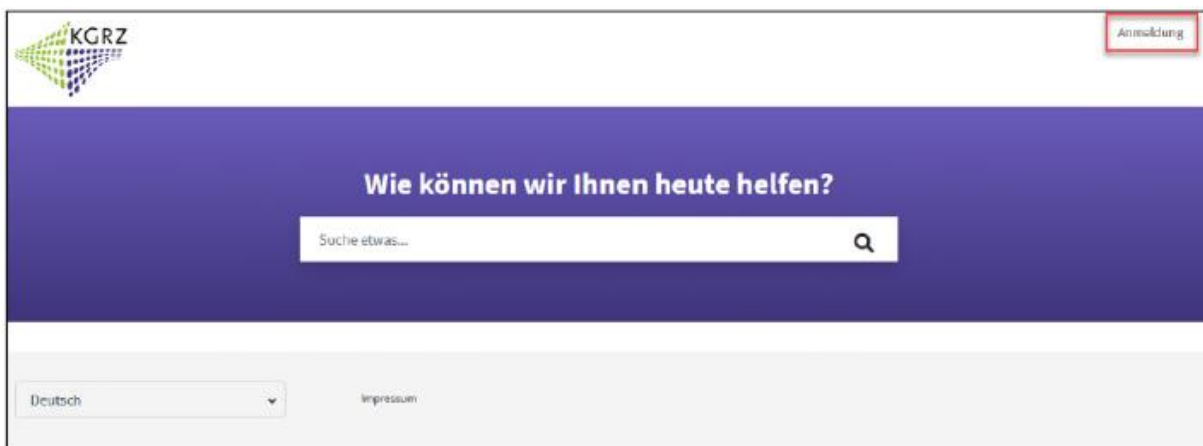 KGRZ
Anmeldung
Wie können wir Ihnen heute helfen?
Suche etwas...
Deutsch
Impressum